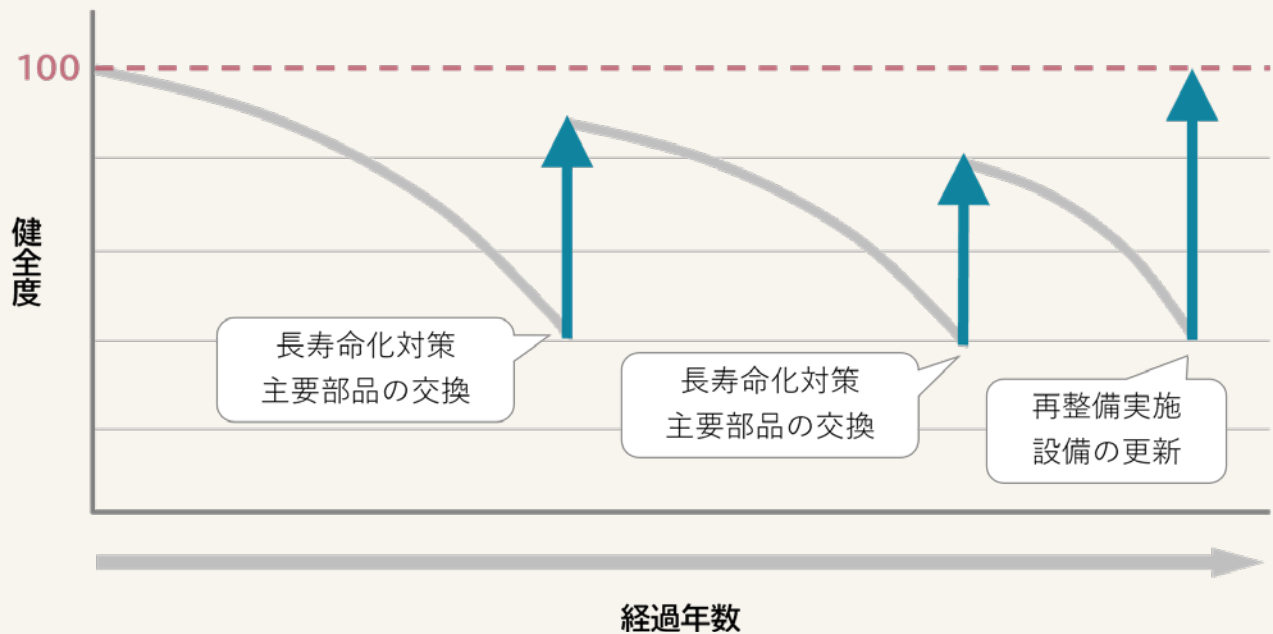 100
健全度
長寿命化対策
主要部品の交換
長寿命化対策
主要部品の交換
再整備実施
設備の更新
経過年数